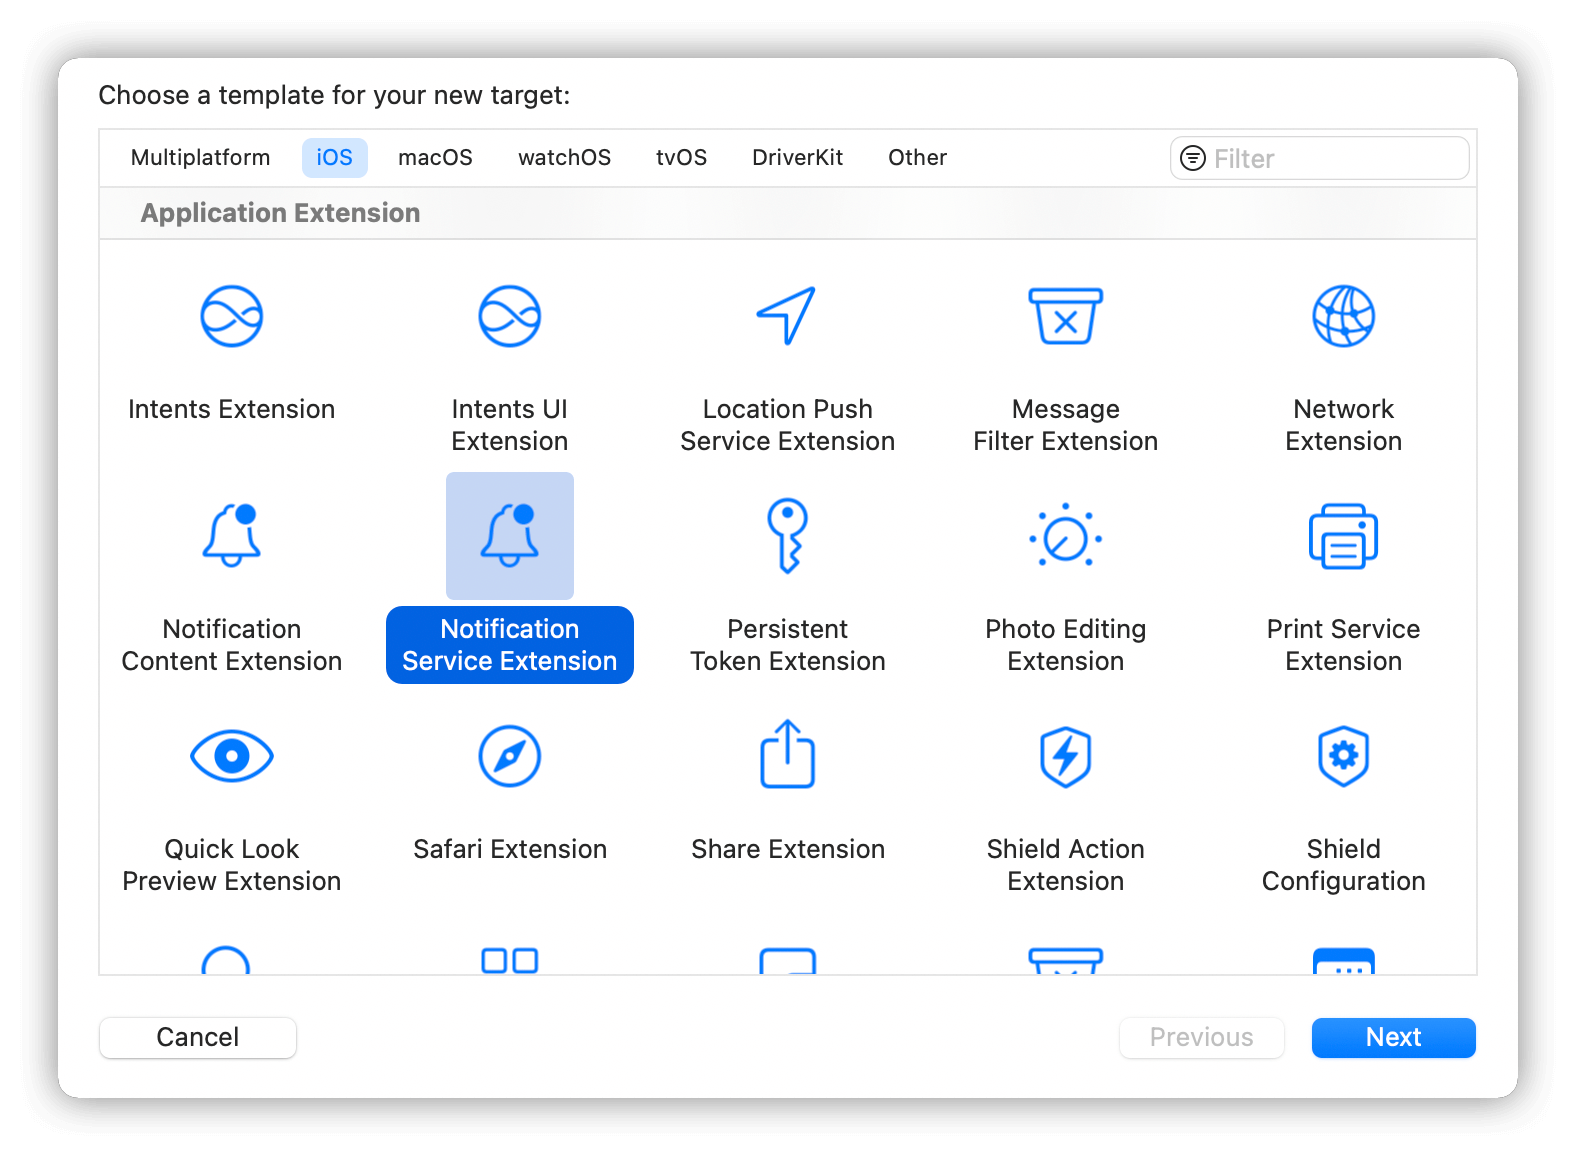 Choose a template for your new target:
Multiplatform iOS macOS watchOS tvOS DriverKit Other Filter
Application Extension
Intents Extension
Intents UI
Extension
Location Push
Service Extension
Message
Filter Extension
Network
Extension
Notification
Content Extension
Notification
Service Extension
Persistent
Token Extension
Photo Editing
Extension
Print Service
Extension
Quick Look
Preview Extension
Safari Extension
Share Extension
Shield Action
Extension
Shield
Configuration
Cancel Previous Next